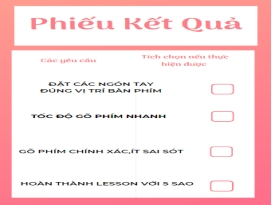 Phiếu Kết Quả
Các yêu cầu
Tích chọn nếu thực
hiện được
ĐẶT CÁC NGÓN TAY
ĐÚNG VỊ TRÍ BÀN PHÍM
TỐC ĐỘ GÕ PHÍM NHANH
GÕ PHÍM CHÍNH XÁC,ÍT SAI SÓT
HOÀN THÀNH LESSON VỚI 5 SAO